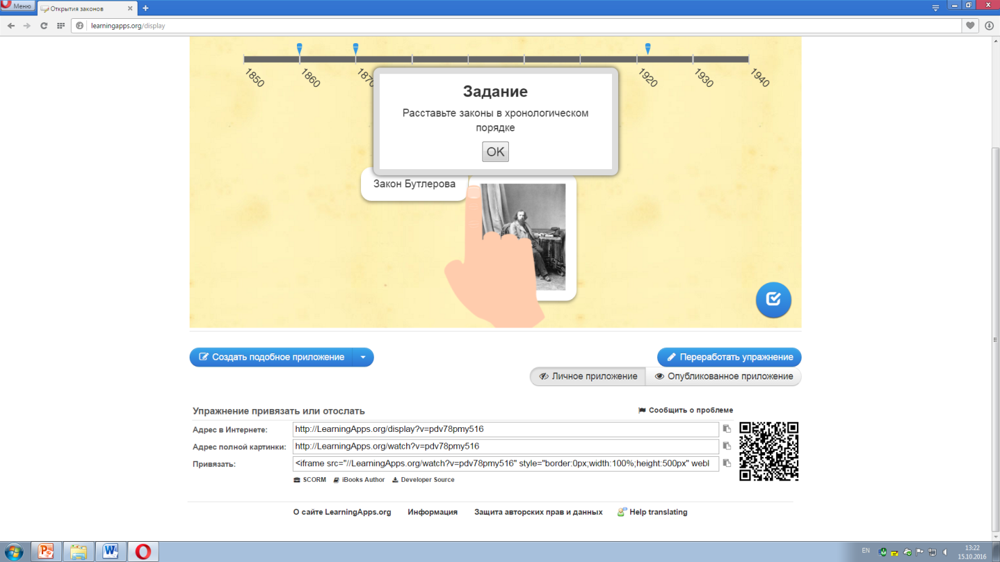 Меню
Открытия законов
learningapps.org/display
1850
1860
1870
1920
1930
1940
Задание
Расставьте законы в хронологическом
порядке
OK
Закон Бутлерова
Создать подобное приложение
Переработать упражнение
Личное приложение
Опубликованное приложение
Упражнение привязать или отослать
Сообщить о проблеме
Адрес в Интернете:
http://LearningApps.org/display?v=pdv78pmy516
Адрес полной картинки:
http://LearningApps.org/watch?v=pdv78pmy516
Привязать:
<iframe src="//LearningApps.org/watch?v=pdv78pmy516" style="border:0px;width:100%;height:500px" webl
SCORM iBooks Author Developer Source
О сайте LearningApps.org Информация Защита авторских прав и данных Help translating
EN
13:22
15.10.2016